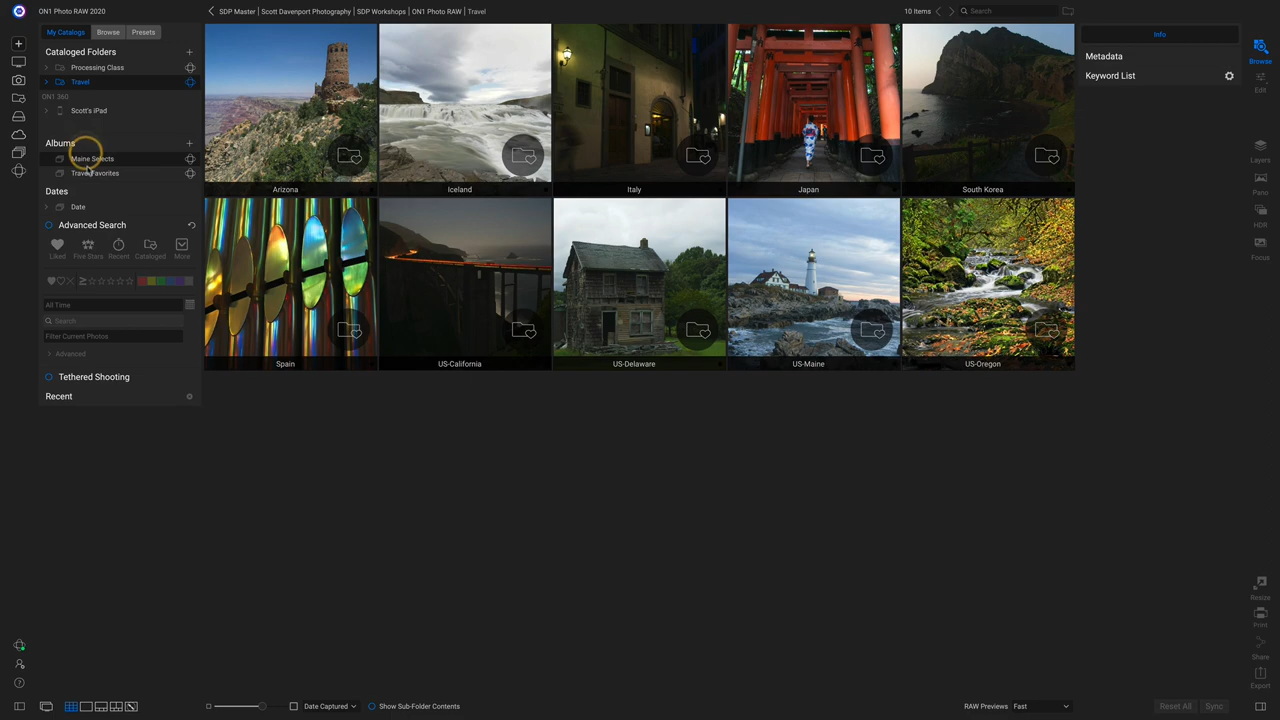 ON1 Photo RAW 2020
SDP Master | Scott Davenport Photography | SDP Workshops | ON1 Photo RAW | Travel
10 Items
Search
My Catalogs
Browse
Presets
Info
Cataloged Folders
Processing Class
Travel
ON1 360
Scott's iPad
Albums
Maine Selects
Travel Favorites
Dates
Date
Advanced Search
Liked
Five Stars
Recent
Cataloged
More
All Time
Search
Filter Current Photos
Advanced
Tethered Shooting
Recent
Arizona
Iceland
Italy
Japan
South Korea
Spain
US-California
US-Delaware
US-Maine
US-Oregon
Metadata
Keyword List
Browse
Edit
Layers
Pano
HDR
Focus
Resize
Print
Share
Export
Date Captured
Show Sub-Folder Contents
RAW Previews
Fast
Reset All
Sync